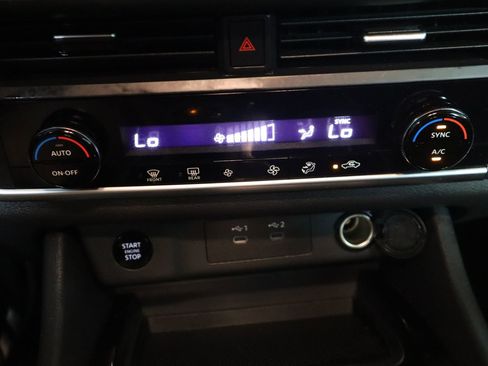 SYNC
Lo Lo
AUTO
ON·OFF
FRONT
REAR
SYNC
A/C
START
ENGINE
STOP
1
2